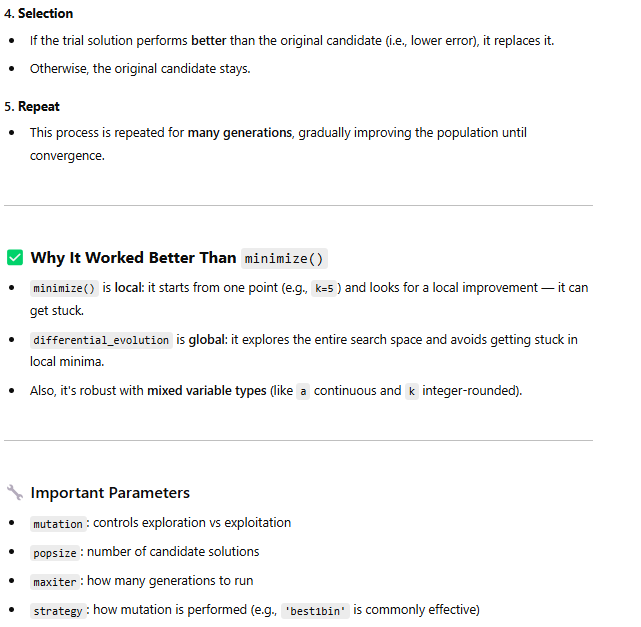 4. Selection
• If the trial solution performs better than the original candidate (i.e., lower error), it replaces it.
• Otherwise, the original candidate stays.
5. Repeat
• This process is repeated for many generations, gradually improving the population until
convergence.
✅ Why It Worked Better Than minimize()
• minimize() is local: it starts from one point (e.g., k=5 ) and looks for a local improvement — it can
get stuck.
• differential_evolution is global: it explores the entire search space and avoids getting stuck in
local minima.
• Also, it's robust with mixed variable types (like a continuous and k integer-rounded).
🔧 Important Parameters
• mutation : controls exploration vs exploitation
• popsize : number of candidate solutions
• maxiter : how many generations to run
• strategy : how mutation is performed (e.g., 'best1bin' is commonly effective)